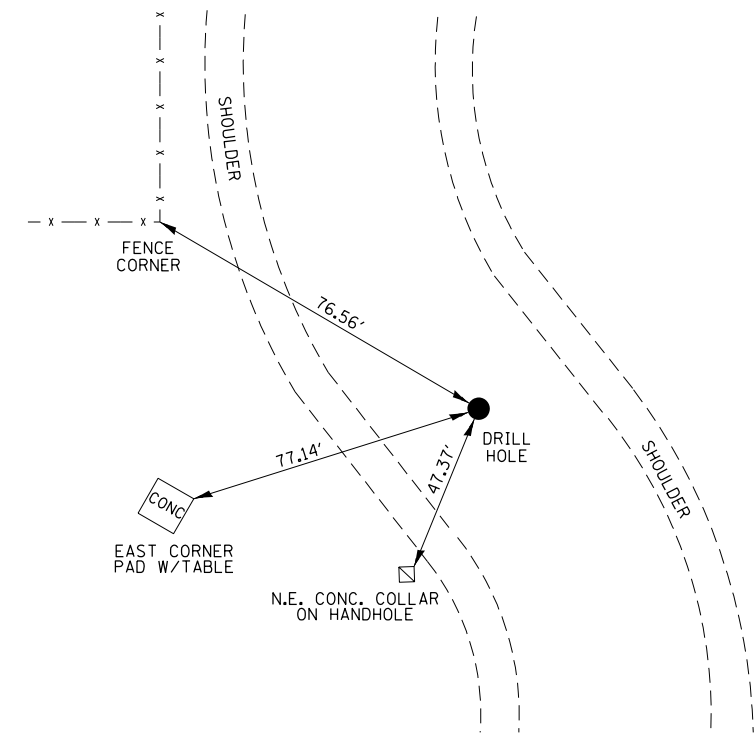 SHOULDER
FENCE
CORNER
76.56'
DRILL
HOLE
77.14'
47.37'
SHOULDER
CONC
EAST CORNER
PAD W/TABLE
N.E. CONC. COLLAR
ON HANDHOLE